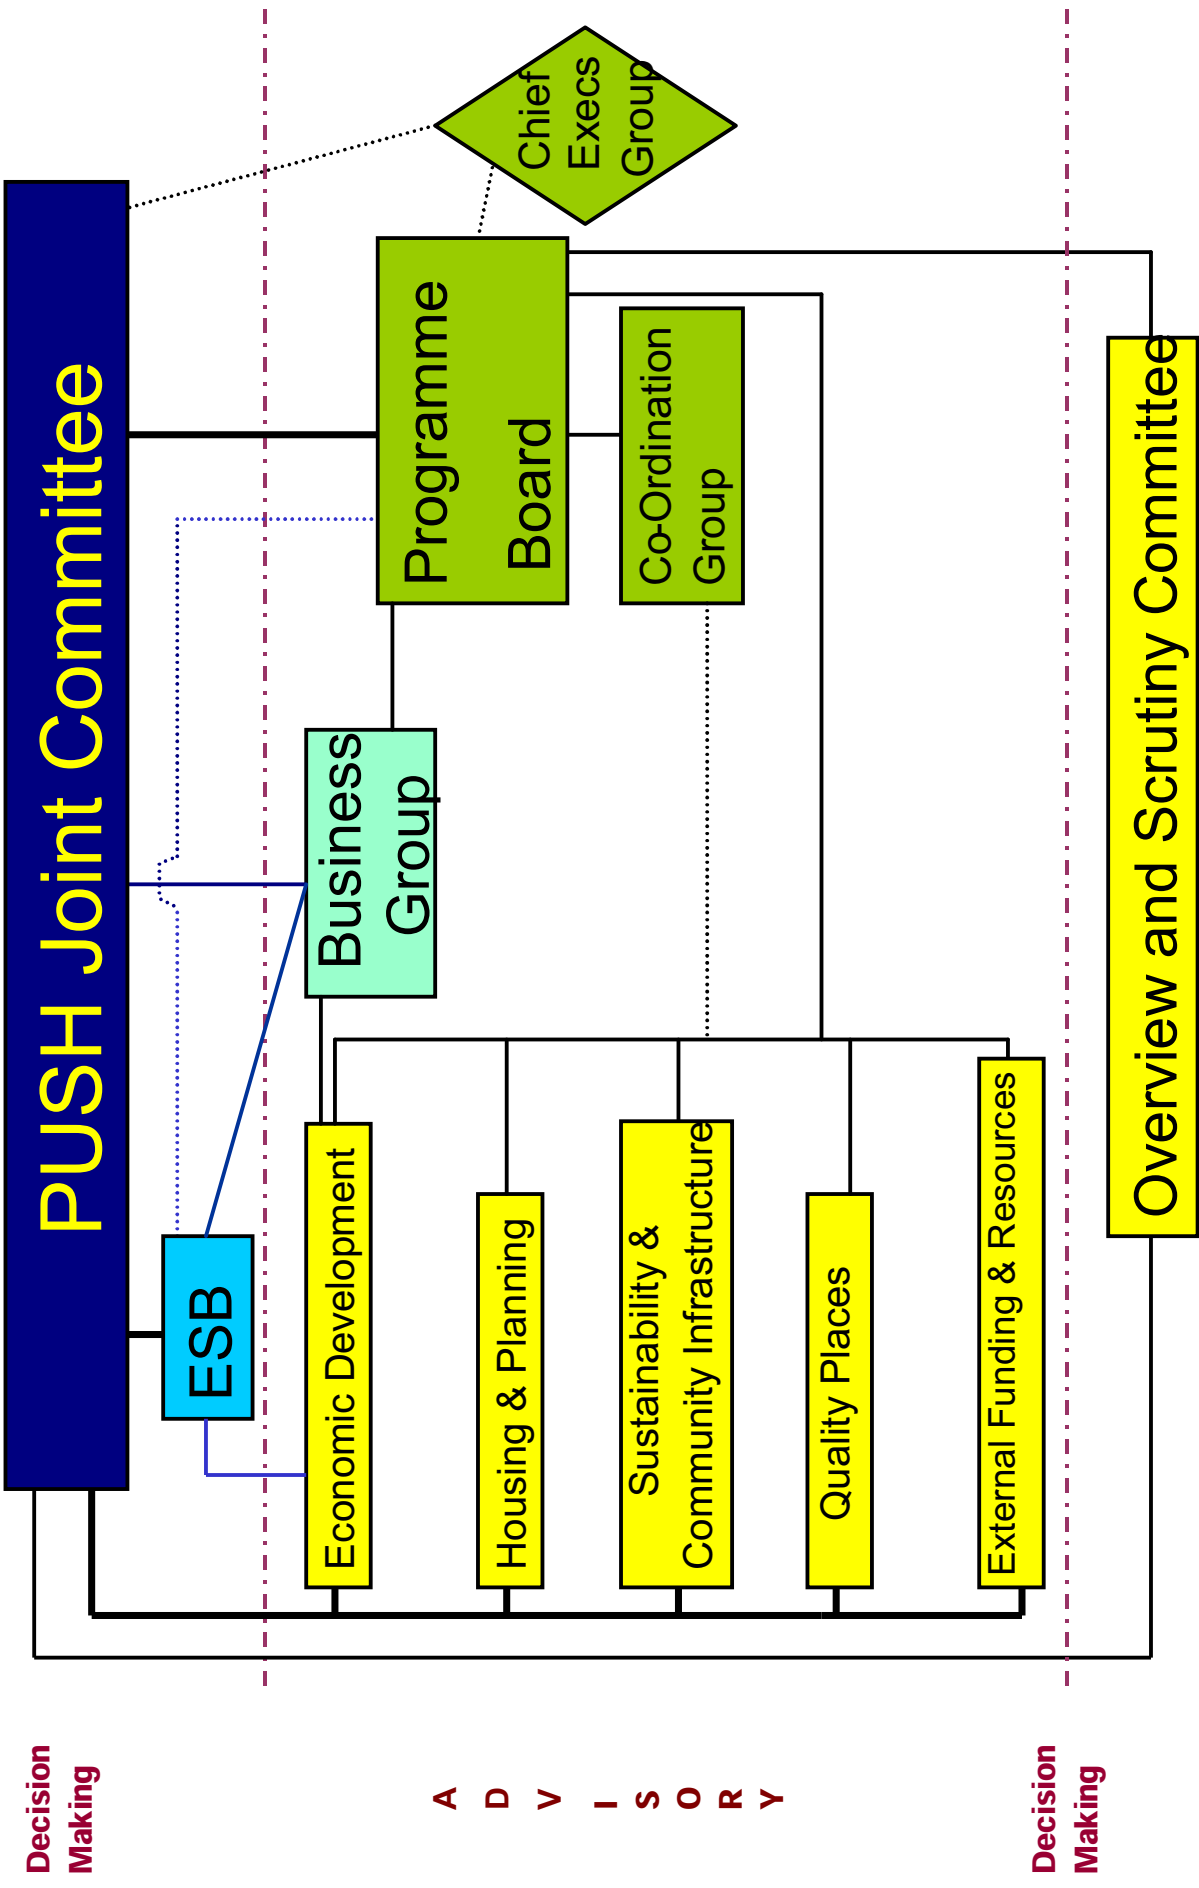 Decision
Making
PUSH Joint Committee
ESB
Economic Development
Business
Group
Programme
Board
Chief
Execs
Group
Housing & Planning
Sustainability &
Community Infrastructure
Co-Ordination
Group
Quality Places
External Funding & Resources
A
D
V
I
S
O
R
Y
Decision
Making
Overview and Scrutiny Committee